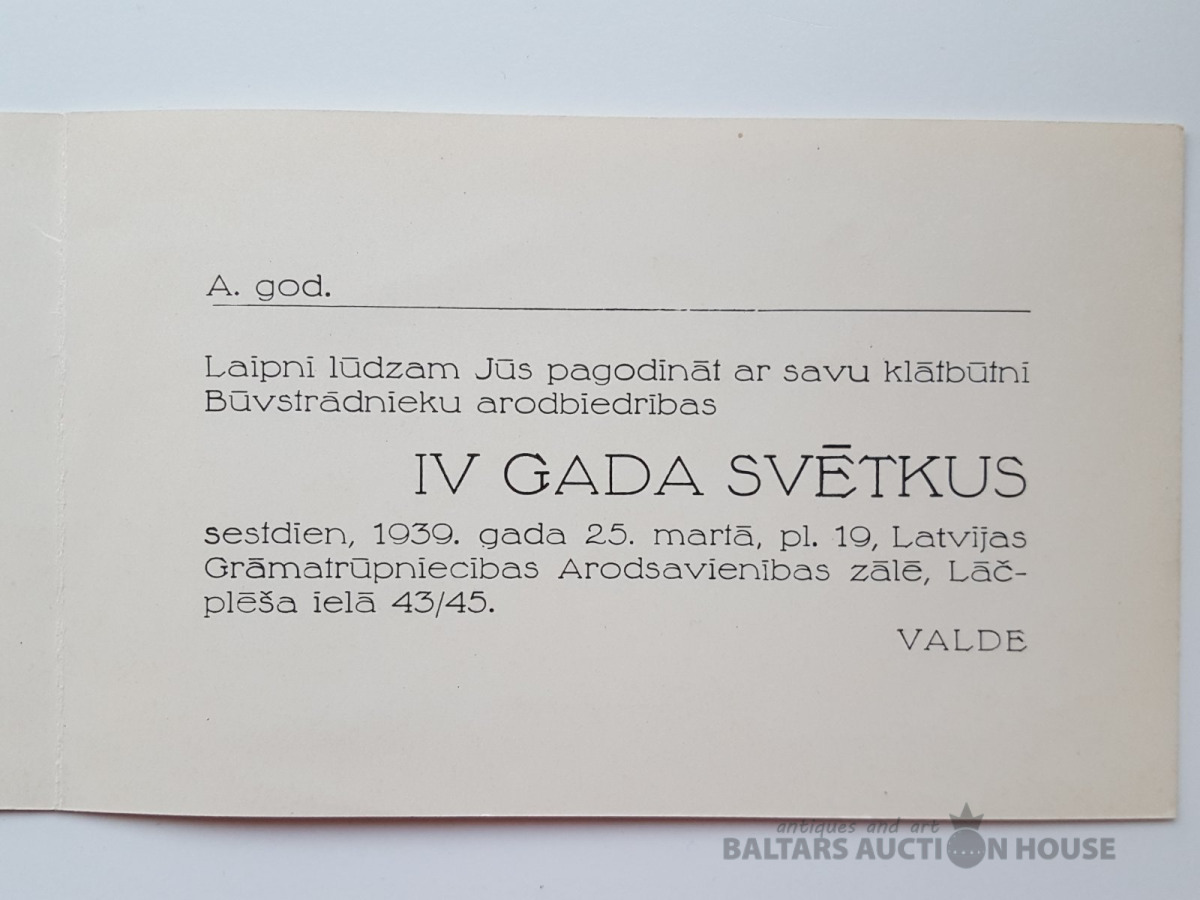 A. god.
Laipni lūdzam Jūs pagodināt ar savu klātbūtni
Būvstrādnieku arodbiedrības
IV GADA SVĒTKUS
sestdien, 1939. gada 25. martā, pl. 19, Latvijas
Grāmatrūpniecības Arodsavienības zālē, Lāč-
plēša ielā 43/45.
VALDE
antiques and art
BALTARS AUCTION HOUSE